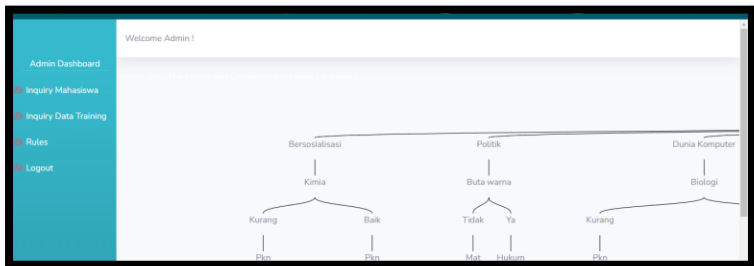 Welcome Admin !
Admin Dashboard
Inquiry Mahasiswa
Inquiry Data Training
Rules
Logout
Bersosialisasi Politik Dunia Komputer
Kimia Buta warna Biologi
Kurang Baik Tidak Ya Kurang
Pkn Pkn Mat Hukum Pkn